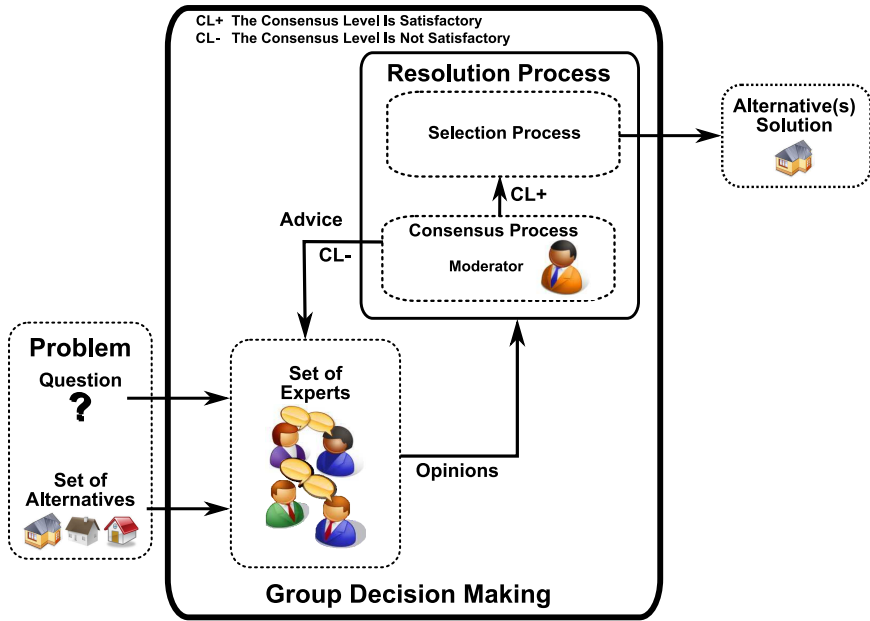 CL+ The Consensus Level Is Satisfactory
CL- The Consensus Level Is Not Satisfactory
Resolution Process
Selection Process
Alternative(s)
Solution
CL+
Advice
CL-
Consensus Process
Moderator
Problem
Question
?
Set of
Alternatives
Set of
Experts
Opinions
Group Decision Making